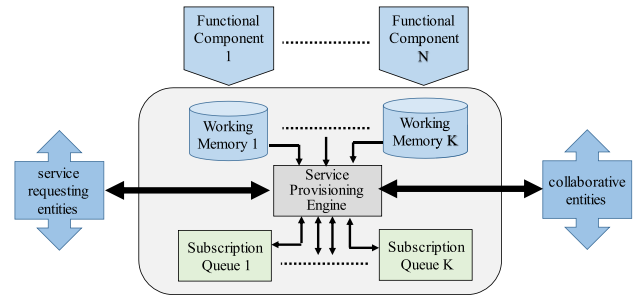 Functional
Component
1
Functional
Component
N
Working
Memory 1
Working
Memory K
service
requesting
entities
Service
Provisioning
Engine
collaborative
entities
Subscription
Queue 1
Subscription
Queue K